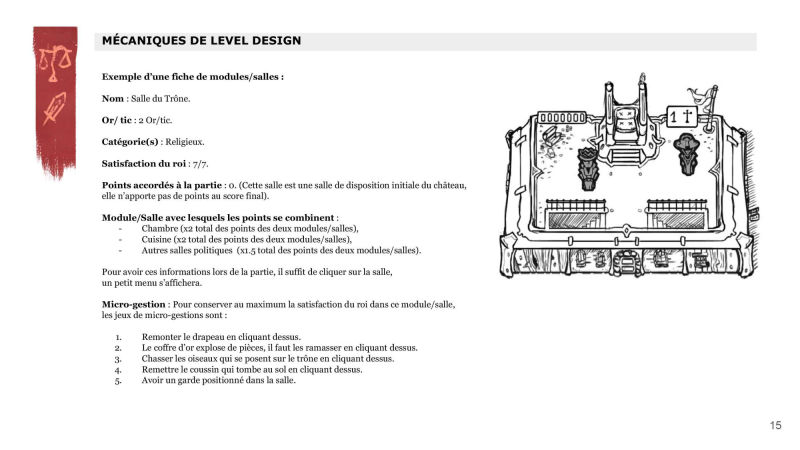 MÉCANIQUES DE LEVEL DESIGN
Exemple d'une fiche de modules/salles :
Nom : Salle du Trône.
Or/ tic : 2 Or/tic.
Catégorie(s) : Religieux.
Satisfaction du roi : 7/7.
Points accordés à la partie : 0. (Cette salle est une salle de disposition initiale du château,
elle n'apporte pas de points au score final).
Module/Salle avec lesquels les points se combinent :
- Chambre (x2 total des points des deux modules/salles),
- Cuisine (x2 total des points des deux modules/salles),
- Autres salles politiques (x1.5 total des points des deux modules/salles).
Pour avoir ces informations lors de la partie, il suffit de cliquer sur la salle,
un petit menu s'affichera.
Micro-gestion : Pour conserver au maximum la satisfaction du roi dans ce module/salle,
les jeux de micro-gestions sont :
1. Remonter le drapeau en cliquant dessus.
2. Le coffre d'or explose de pièces, il faut les ramasser en cliquant dessus.
3. Chasser les oiseaux qui se posent sur le trône en cliquant dessus.
4. Remettre le coussin qui tombe au sol en cliquant dessus.
5. Avoir un garde positionné dans la salle.
1
15